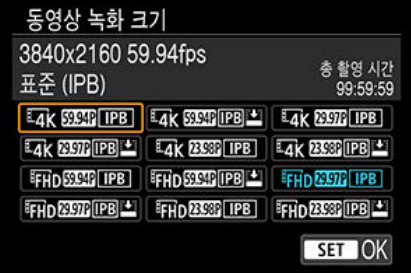 동영상 녹화 크기
3840x2160 59.94fps
표준 (IPB)
총 촬영 시간
99:59:59
4K 59.94P IPB 4K 59.94P IPB 4K 29.97P IPB
4K 29.97P IPB 4K 23.98P IPB 4K 23.98P IPB
FHD 59.94P IPB FHD 59.94P IPB FHD 29.97P IPB
FHD 29.97P IPB FHD 23.98P IPB FHD 23.98P IPB
SET OK